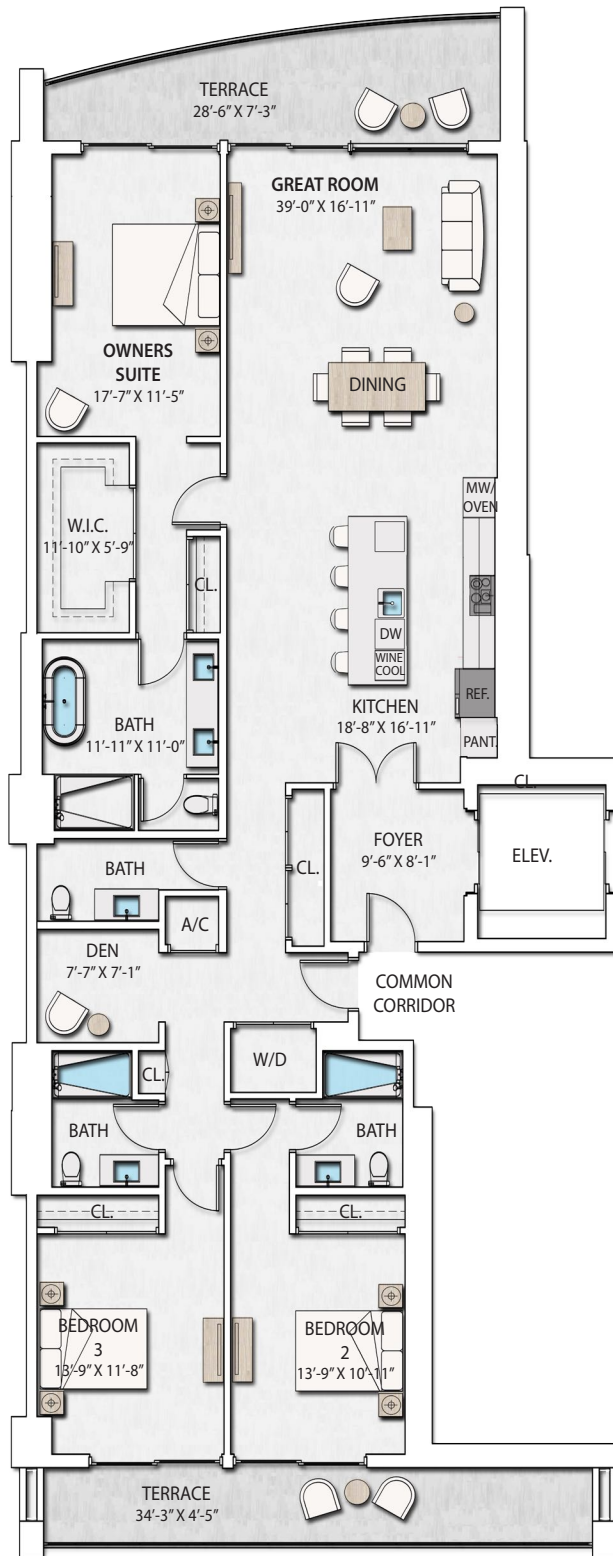 TERRACE
28'-6" X 7'-3"
GREAT ROOM
39'-0" X 16'-11"
OWNERS
SUITE
17'-7" X 11'-5"
DINING
MW/
OVEN
W.I.C.
11'-10" X 5'-9"
CL.
DW
WINE
COOL
REF.
KITCHEN
18'-8" X 16'-11"
PANT.
BATH
11'-11" X 11'-0"
CL.
FOYER
9'-6" X 8'-1"
ELEV.
CL.
BATH
A/C
DEN
7'-7" X 7'-1"
COMMON
CORRIDOR
W/D
CL.
BATH
BATH
CL.
CL.
BEDROOM
3
13'-9" X 11'-8"
BEDROOM
2
13'-9" X 10'-11"
TERRACE
34'-3" X 4'-5"